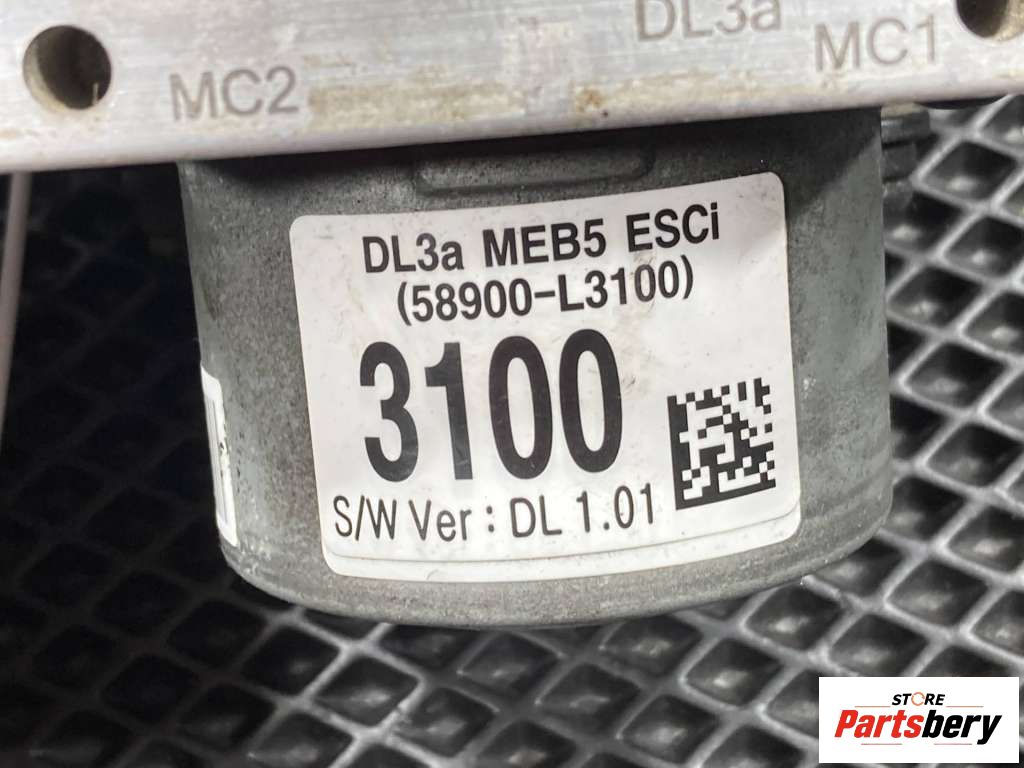 DL3a
MC2
MC1
DL3a MEB5 ESCi
(58900-L3100)
3100
S/W Ver : DL 1.01
STORE
Partsbery